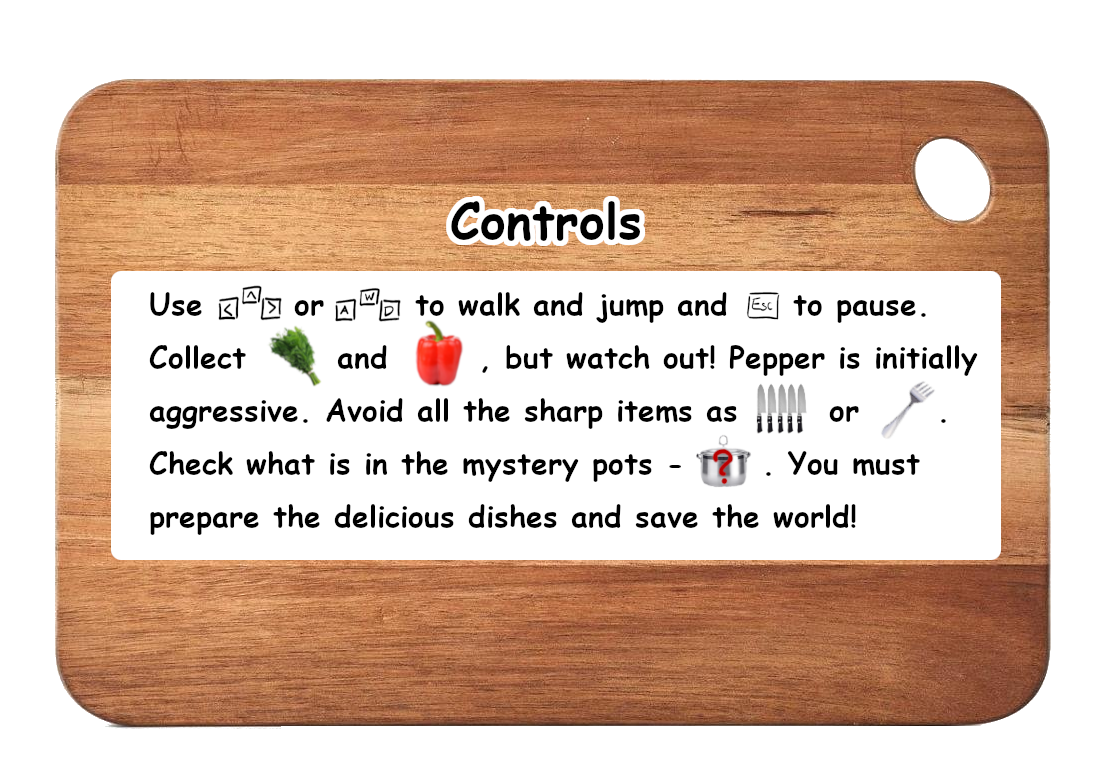 Controls
Use < ^ > or A W D to walk and jump and Esc to pause.
Collect and , but watch out! Pepper is initially
aggressive. Avoid all the sharp items as or .
Check what is in the mystery pots - ? . You must
prepare the delicious dishes and save the world!